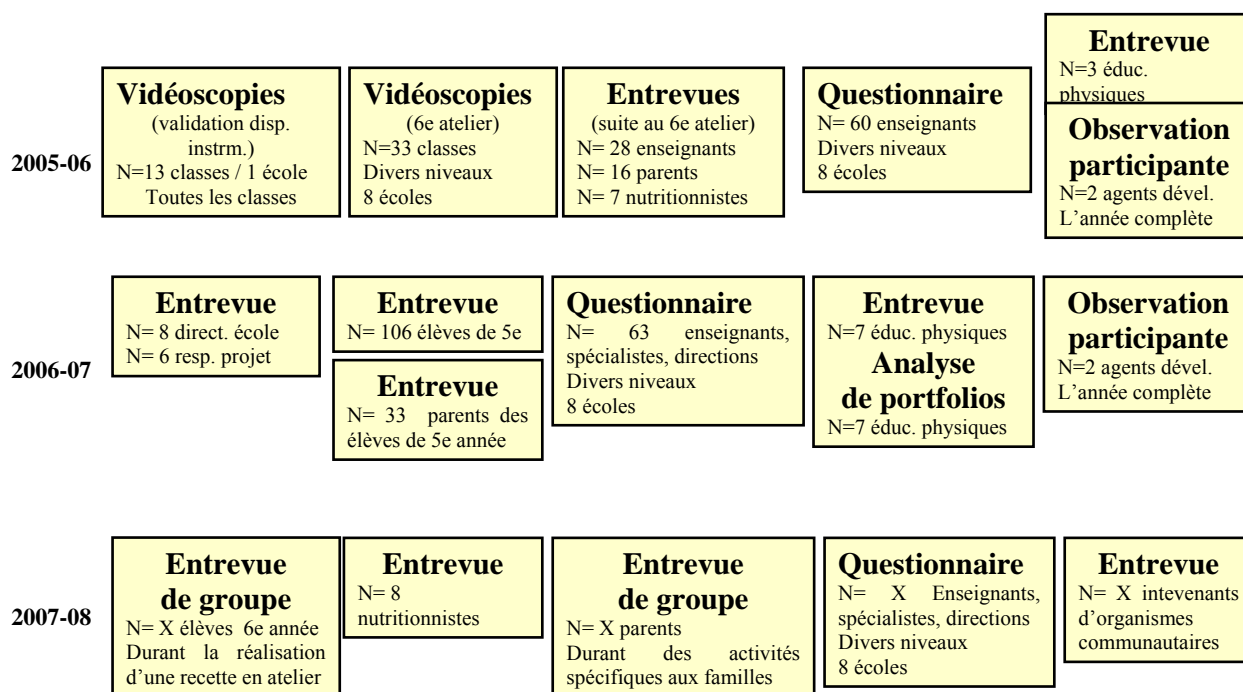 2005-06
Vidéoscopies
(validation disp.
instrm.)
N=13 classes / 1 école
Toutes les classes
Vidéoscopies
(6e atelier)
N=33 classes
Divers niveaux
8 écoles
Entrevues
(suite au 6e atelier)
N= 28 enseignants
N= 16 parents
N= 7 nutritionnistes
Questionnaire
N= 60 enseignants
Divers niveaux
8 écoles
Entrevue
N=3 éduc.
physiques
Observation
participante
N=2 agents dével.
L’année complète
2006-07
Entrevue
N= 8 direct. école
N= 6 resp. projet
Entrevue
N= 106 élèves de 5e
Entrevue
N= 33 parents des
élèves de 5e année
Questionnaire
N= 63 enseignants,
spécialistes, directions
Divers niveaux
8 écoles
Entrevue
N=7 éduc. physiques
Analyse
de portfolios
N=7 éduc. physiques
Observation
participante
N=2 agents dével.
L’année complète
2007-08
Entrevue
de groupe
N= X élèves 6e année
Durant la réalisation
d’une recette en atelier
Entrevue
N= 8
nutritionnistes
Entrevue
de groupe
N= X parents
Durant des activités
spécifiques aux familles
Questionnaire
N= X Enseignants,
spécialistes, directions
Divers niveaux
8 écoles
Entrevue
N= X intevenants
d’organismes
communautaires